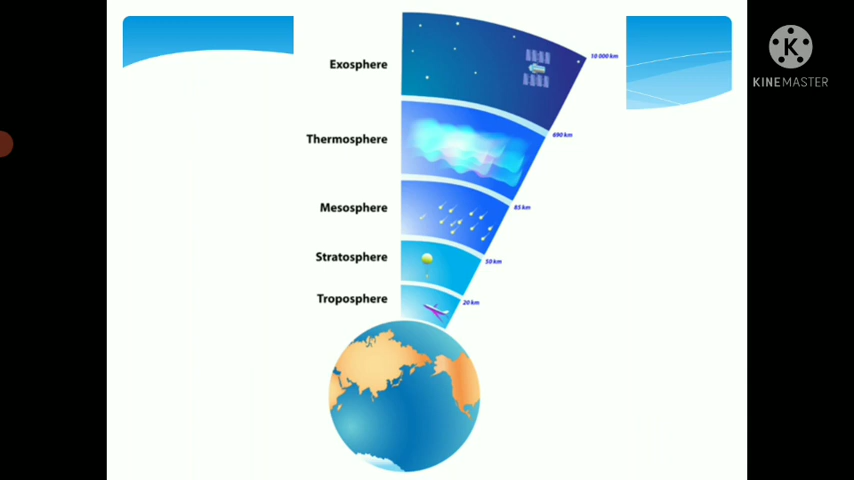 Exosphere
10 000 km
K
KINEMASTER
Thermosphere
690 km
Mesosphere
85 km
Stratosphere
50 km
Troposphere
20 km